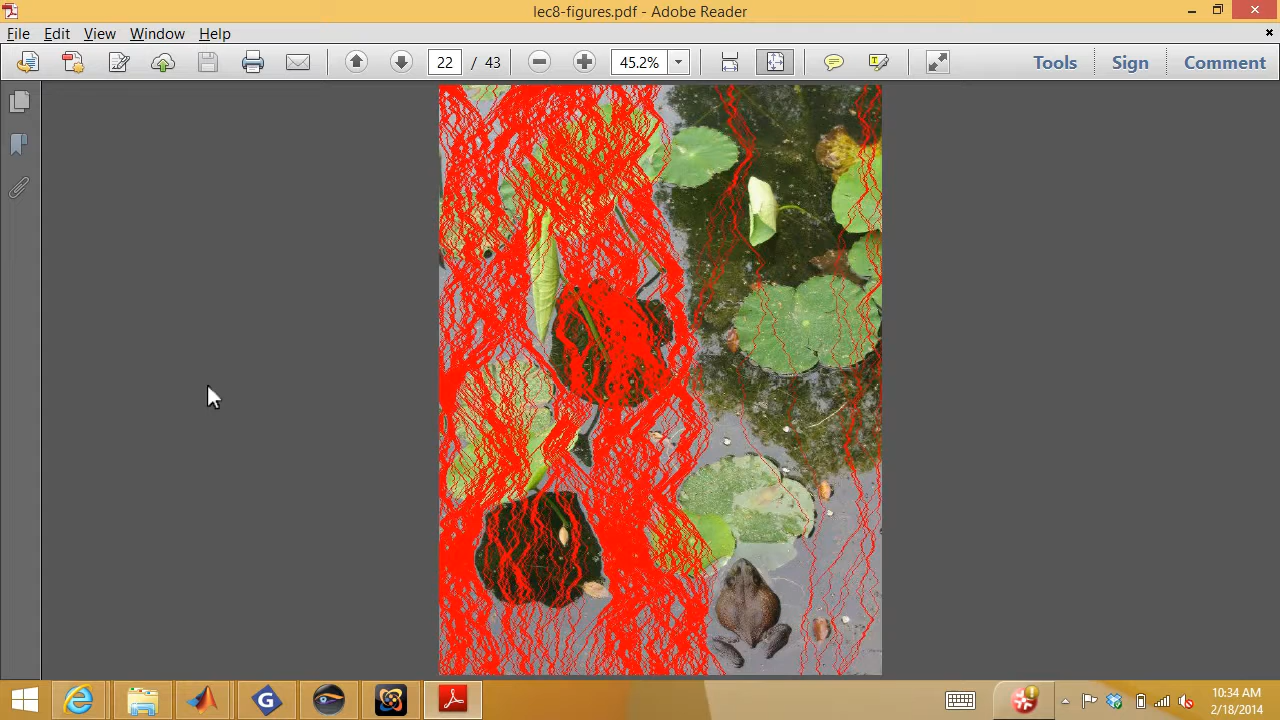 lec8-figures.pdf - Adobe Reader
File Edit View Window Help
22 / 43 45.2% Tools Sign Comment
10:34 AM
2/18/2014